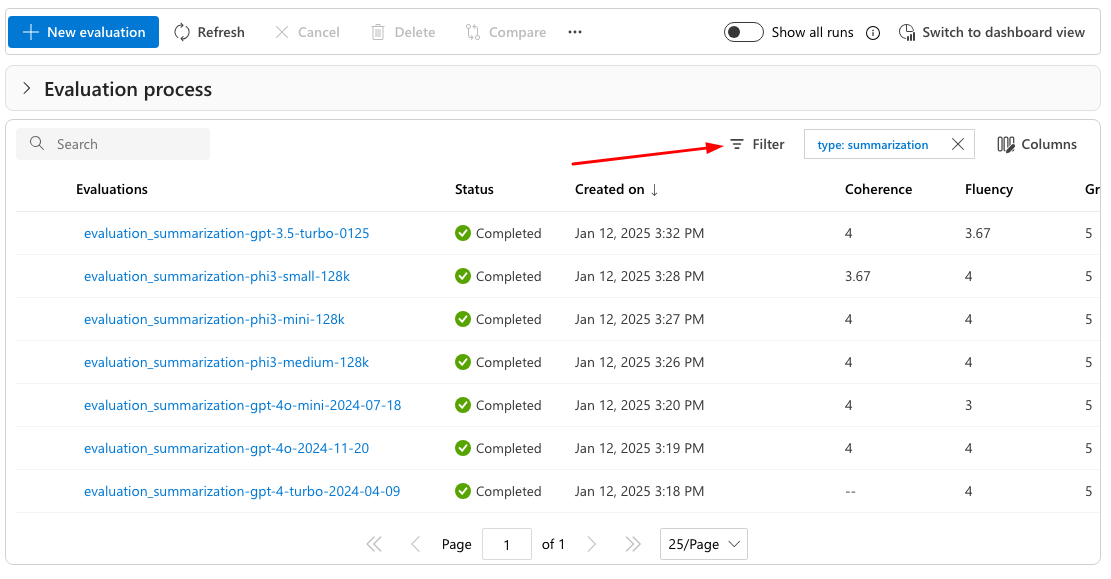 New evaluation Refresh Cancel Delete Compare ... Show all runs Switch to dashboard view
Evaluation process
Search Filter type: summarization Columns
Evaluations Status Created on ↓ Coherence Fluency Gr
evaluation_summarization-gpt-3.5-turbo-0125 Completed Jan 12, 2025 3:32 PM 4 3.67 5
evaluation_summarization-phi3-small-128k Completed Jan 12, 2025 3:28 PM 3.67 4 5
evaluation_summarization-phi3-mini-128k Completed Jan 12, 2025 3:27 PM 4 4 5
evaluation_summarization-phi3-medium-128k Completed Jan 12, 2025 3:26 PM 4 4 5
evaluation_summarization-gpt-4o-mini-2024-07-18 Completed Jan 12, 2025 3:20 PM 4 3 5
evaluation_summarization-gpt-4o-2024-11-20 Completed Jan 12, 2025 3:19 PM 4 4 5
evaluation_summarization-gpt-4-turbo-2024-04-09 Completed Jan 12, 2025 3:18 PM -- 4 5
Page 1 of 1 25/Page